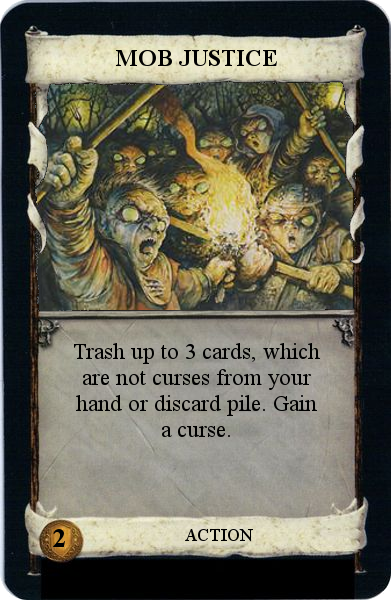 MOB JUSTICE
Trash up to 3 cards, which
are not curses from your
hand or discard pile. Gain
a curse.
2
ACTION